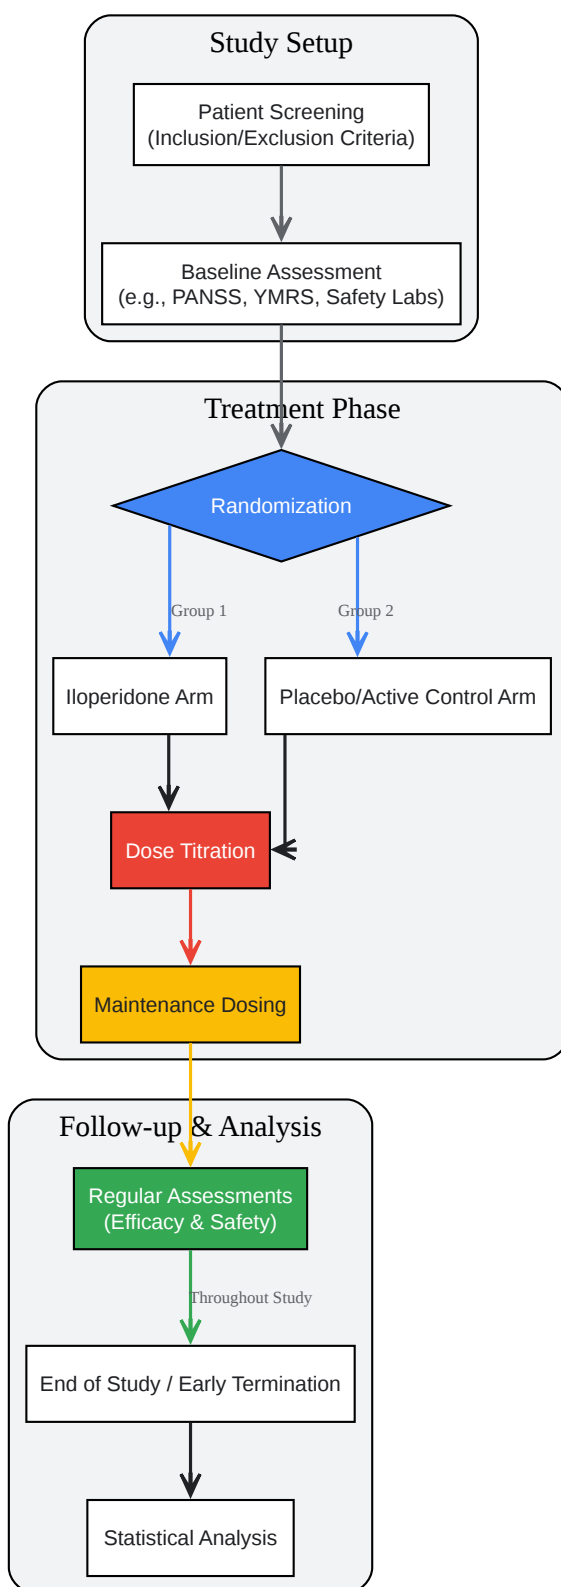 Study Setup
Patient Screening
(Inclusion/Exclusion Criteria)
Baseline Assessment
(e.g., PANSS, YMRS, Safety Labs)
Treatment Phase
Randomization
Group 1
Group 2
Iloperidone Arm
Placebo/Active Control Arm
Dose Titration
Maintenance Dosing
Follow-up & Analysis
Regular Assessments
(Efficacy & Safety)
Throughout Study
End of Study / Early Termination
Statistical Analysis